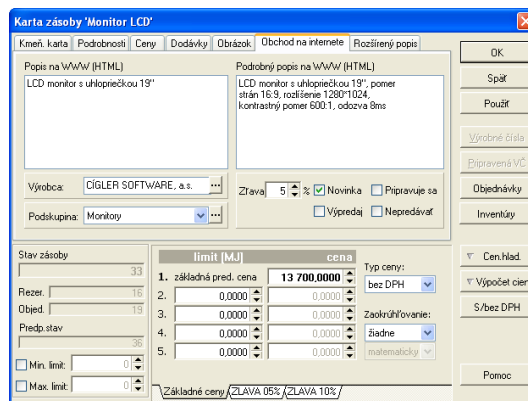 Karta zásoby 'Monitor LCD'
Kmeň. karta Podrobnosti Ceny Dodávky Obrázok Obchod na internete Rozšírený popis
Popis na WWW (HTML)
LCD monitor s uhlopriečkou 19"
Podrobný popis na WWW (HTML)
LCD monitor s uhlopriečkou 19", pomer
strán 16:9, rozlíšenie 1280*1024,
kontrastný pomer 600:1, odozva 8ms
Výrobca: CÍGLER SOFTWARE, a.s. ...
Podskupina: Monitory ...
Zľava 5 % Novinka Pripravuje sa
Výpredaj Nepredávať
OK
Späť
Použiť
Výrobné čísla
Pripravená VČ
Objednávky
Inventúry
Cen.hlad.
Výpočet cien
S/bez DPH
Pomoc
Stav zásoby
33
Rezer. 16
Objed. 19
Predp.stav
36
Min. limit: 0
Max. limit: 0
limit [MJ] cena
1. základná pred. cena 13 700,0000
2. 0,0000 0,0000
3. 0,0000 0,0000
4. 0,0000 0,0000
5. 0,0000 0,0000
Typ ceny:
bez DPH
Zaokrúhľovanie:
žiadne
matematicky
Základné ceny ZLAVA 05% ZLAVA 10%